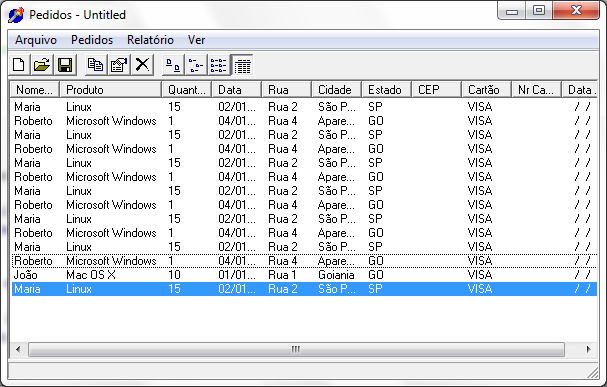 Pedidos - Untitled
Arquivo Pedidos Relatório Ver
Nome... Produto Quant... Data Rua Cidade Estado CEP Cartão Nr Ca... Data .
Maria Linux 15 02/01... Rua 2 São P... SP VISA / /
Roberto Microsoft Windows 1 04/01... Rua 4 Apare... GO VISA / /
Maria Linux 15 02/01... Rua 2 São P... SP VISA / /
Roberto Microsoft Windows 1 04/01... Rua 4 Apare... GO VISA / /
Maria Linux 15 02/01... Rua 2 São P... SP VISA / /
Roberto Microsoft Windows 1 04/01... Rua 4 Apare... GO VISA / /
Maria Linux 15 02/01... Rua 2 São P... SP VISA / /
Roberto Microsoft Windows 1 04/01... Rua 4 Apare... GO VISA / /
Maria Linux 15 02/01... Rua 2 São P... SP VISA / /
Roberto Microsoft Windows 1 04/01... Rua 4 Apare... GO VISA / /
Maria Linux 15 02/01... Rua 2 São P... SP VISA / /
Roberto Microsoft Windows 1 04/01... Rua 4 Apare... GO VISA / /
João Mac OS X 10 01/01... Rua 1 Goiania GO VISA / /
Maria Linux 15 02/01... Rua 2 São P... SP VISA / /